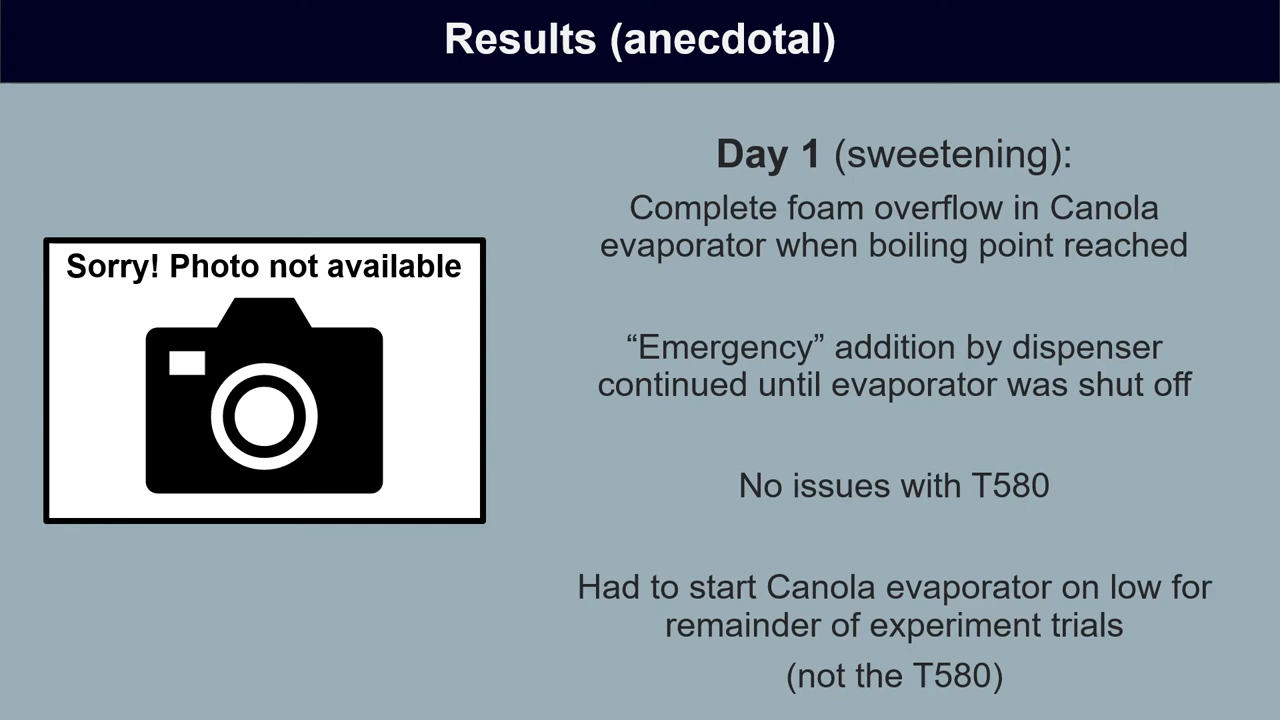 Results (anecdotal)
Sorry! Photo not available
Day 1 (sweetening):
Complete foam overflow in Canola
evaporator when boiling point reached
“Emergency” addition by dispenser
continued until evaporator was shut off
No issues with T580
Had to start Canola evaporator on low for
remainder of experiment trials
(not the T580)